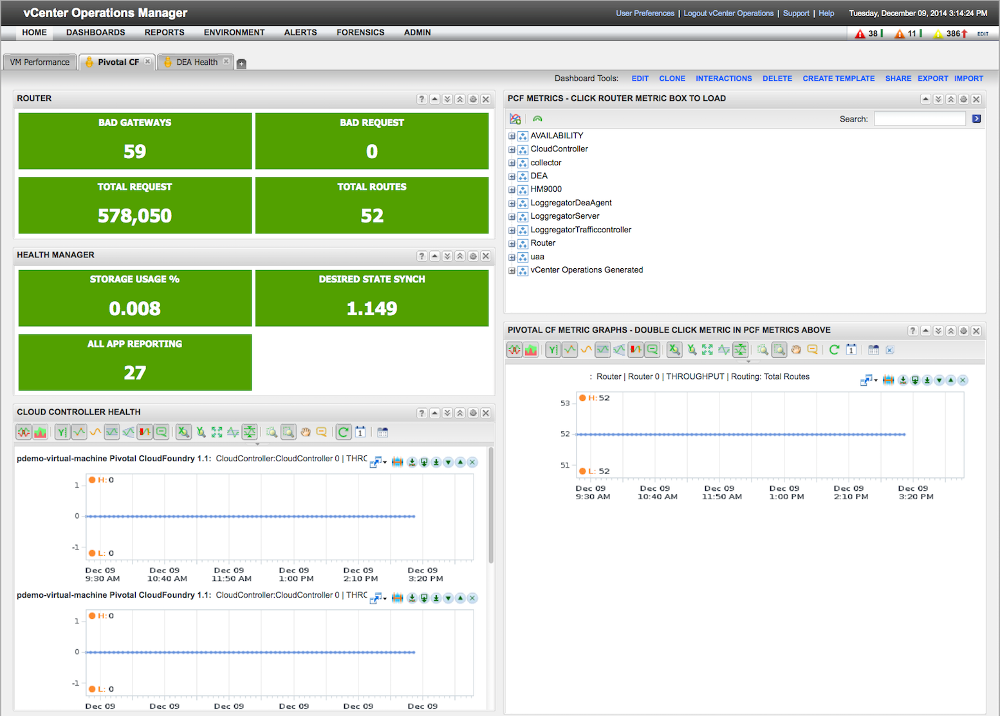 vCenter Operations Manager
User Preferences | Logout vCenter Operations | Support | Help Tuesday, December 09, 2014 3:14:24 PM
HOME DASHBOARDS REPORTS ENVIRONMENT ALERTS FORENSICS ADMIN
38 11 386 EDIT
VM Performance Pivotal CF DEA Health
Dashboard Tools: EDIT CLONE INTERACTIONS DELETE CREATE TEMPLATE SHARE EXPORT IMPORT
ROUTER
BAD GATEWAYS
59
BAD REQUEST
0
TOTAL REQUEST
578,050
TOTAL ROUTES
52
HEALTH MANAGER
STORAGE USAGE %
0.008
DESIRED STATE SYNCH
1.149
ALL APP REPORTING
27
CLOUD CONTROLLER HEALTH
pdemo-virtual-machine Pivotal CloudFoundry 1.1: CloudController:CloudController 0 | THRC
H: 0
1
0
-1
L: 0
Dec 09 Dec 09 Dec 09 Dec 09 Dec 09 Dec 09
9:30 AM 10:40 AM 11:50 AM 1:00 PM 2:10 PM 3:20 PM
pdemo-virtual-machine Pivotal CloudFoundry 1.1: CloudController:CloudController 0 | THRC
H: 0
1
0
-1
L: 0
Dec 09 Dec 09 Dec 09 Dec 09 Dec 09 Dec 09
PCF METRICS - CLICK ROUTER METRIC BOX TO LOAD
Search:
AVAILABILITY
CloudController
collector
DEA
HM9000
LoggregatorDeaAgent
LoggregatorServer
LoggregatorTrafficcontroller
Router
uaa
vCenter Operations Generated
PIVOTAL CF METRIC GRAPHS - DOUBLE CLICK METRIC IN PCF METRICS ABOVE
: Router | Router 0 | THROUGHPUT | Routing: Total Routes
H: 52
53
52
51
L: 52
Dec 09 Dec 09 Dec 09 Dec 09 Dec 09 Dec 09
9:30 AM 10:40 AM 11:50 AM 1:00 PM 2:10 PM 3:20 PM